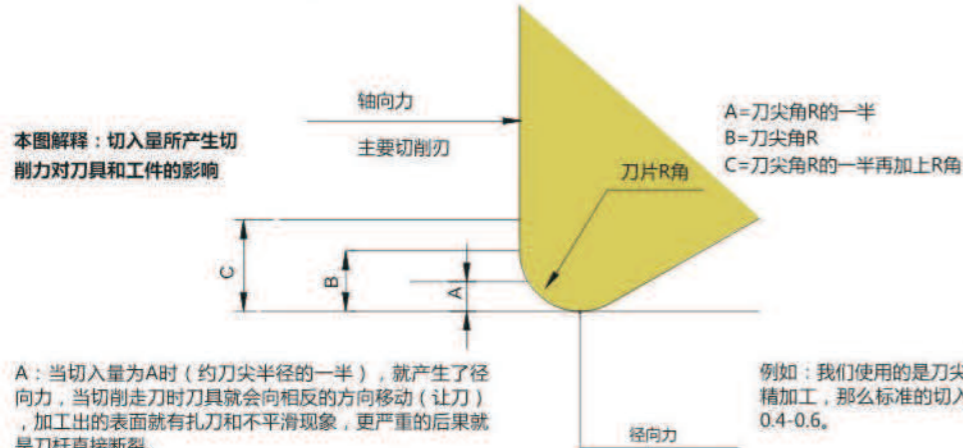 轴向力
主要切削刃
本图解释：切入量所产生切
削力对刀具和工件的影响
A=刀尖角R的一半
B=刀尖角R
C=刀尖角R的一半再加上R角
刀片R角
C
B
A
A：当切入量为A时（约刀尖半径的一半），就产生了径
向力，当切削走刀时刀具就会向相反的方向移动（让刀）
，加工出的表面就有扎刀和不平滑现象，更严重的后果就
是刀杆直接断裂
例如：我们使用的是刀尖
精加工，那么标准的切入
0.4-0.6。
径向力